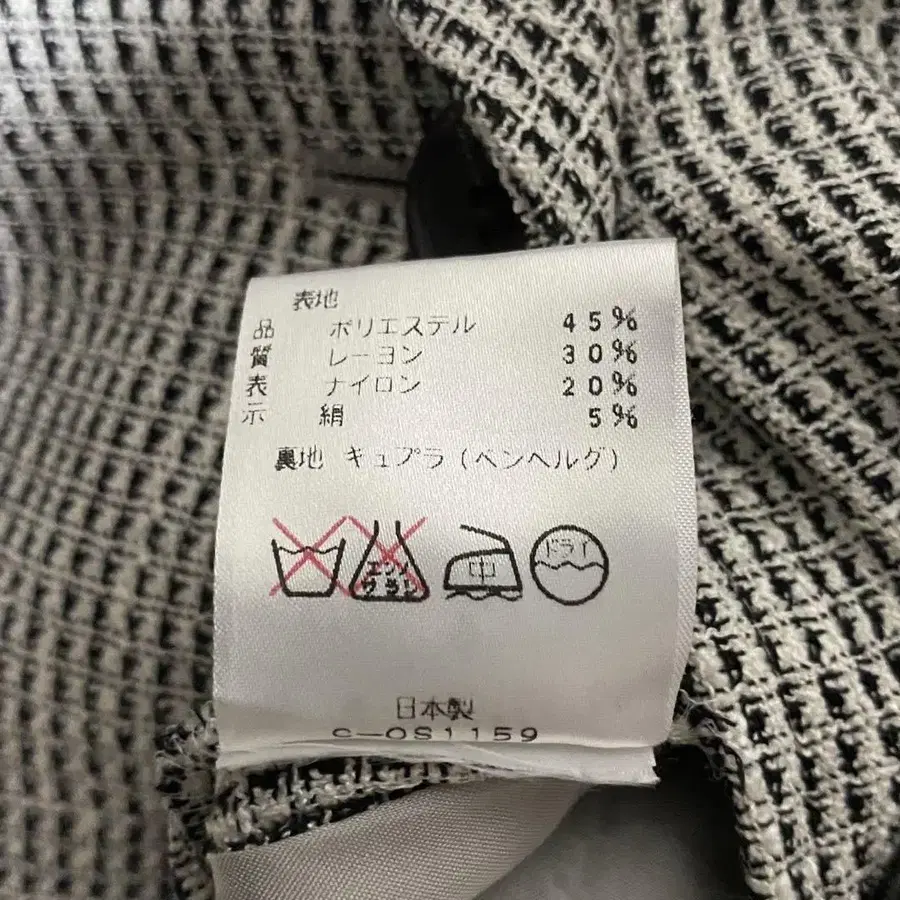 表地
品質表示
ポリエステル 45%
レーヨン 30%
ナイロン 20%
絹 5%
裏地 キュプラ(ベンベルグ)
エンソ
サラシ
中
ドライ
日本製
C-OS1159